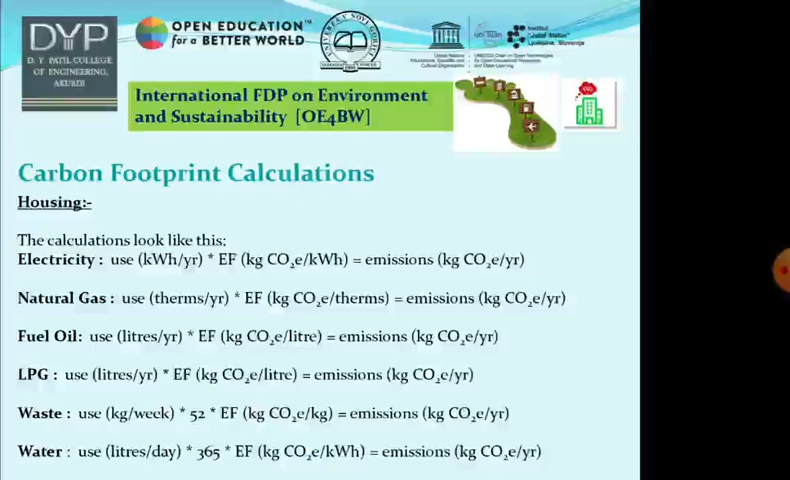 DYP
D. Y. PATIL COLLEGE
OF ENGINEERING,
AKURDI
OPEN EDUCATION™
for a BETTER WORLD
International FDP on Environment
and Sustainability [OE4BW]
Carbon Footprint Calculations
Housing:-
The calculations look like this:
Electricity : use (kWh/yr) * EF (kg CO₂e/kWh) = emissions (kg CO₂e/yr)
Natural Gas : use (therms/yr) * EF (kg CO₂e/therms) = emissions (kg CO₂e/yr)
Fuel Oil: use (litres/yr) * EF (kg CO₂e/litre) = emissions (kg CO₂e/yr)
LPG : use (litres/yr) * EF (kg CO₂e/litre) = emissions (kg CO₂e/yr)
Waste : use (kg/week) * 52 * EF (kg CO₂e/kg) = emissions (kg CO₂e/yr)
Water : use (litres/day) * 365 * EF (kg CO₂e/kWh) = emissions (kg CO₂e/yr)